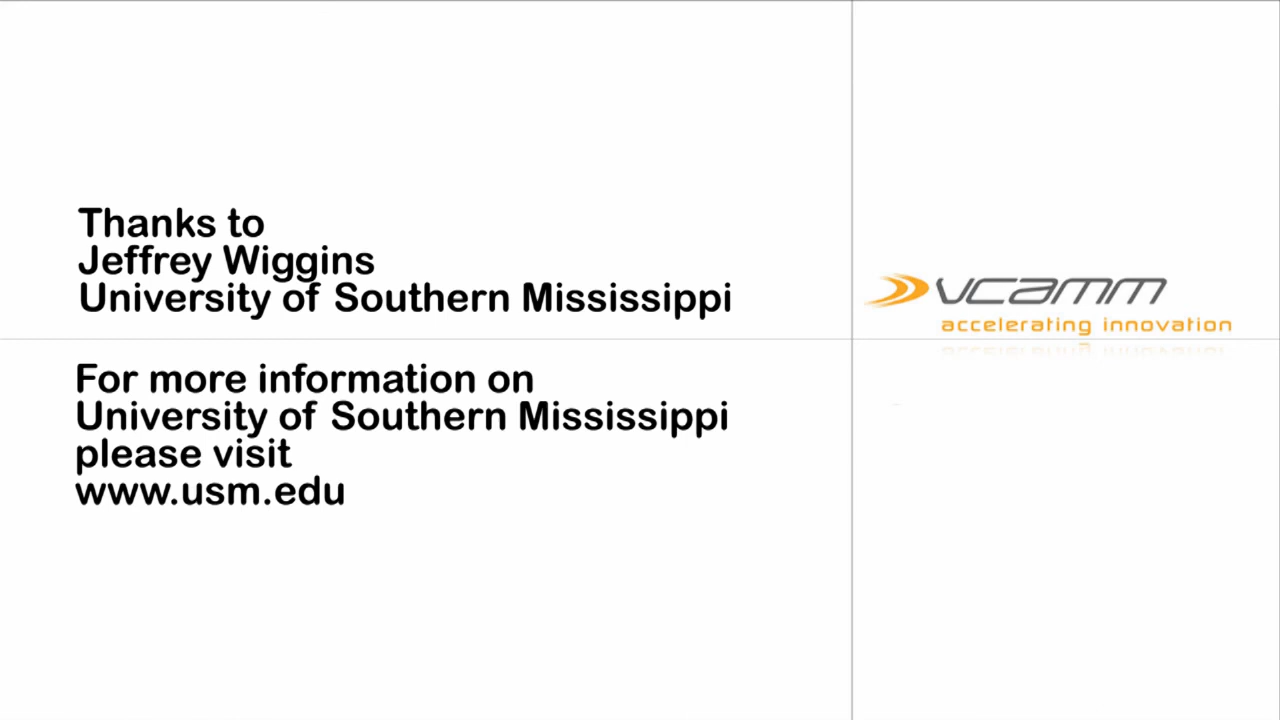 Thanks to
Jeffrey Wiggins
University of Southern Mississippi
For more information on
University of Southern Mississippi
please visit
www.usm.edu
vcamm
accelerating innovation